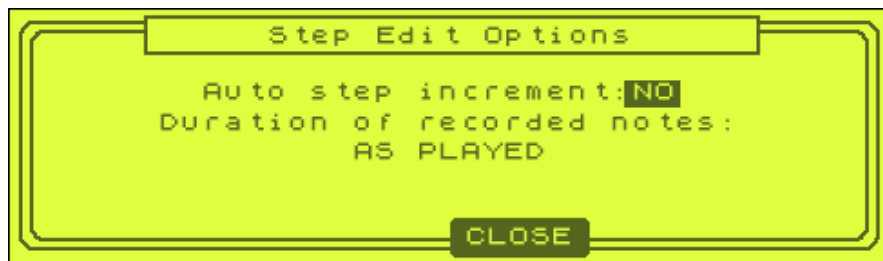 Step Edit Options
Auto step increment:NO
Duration of recorded notes:
AS PLAYED
CLOSE